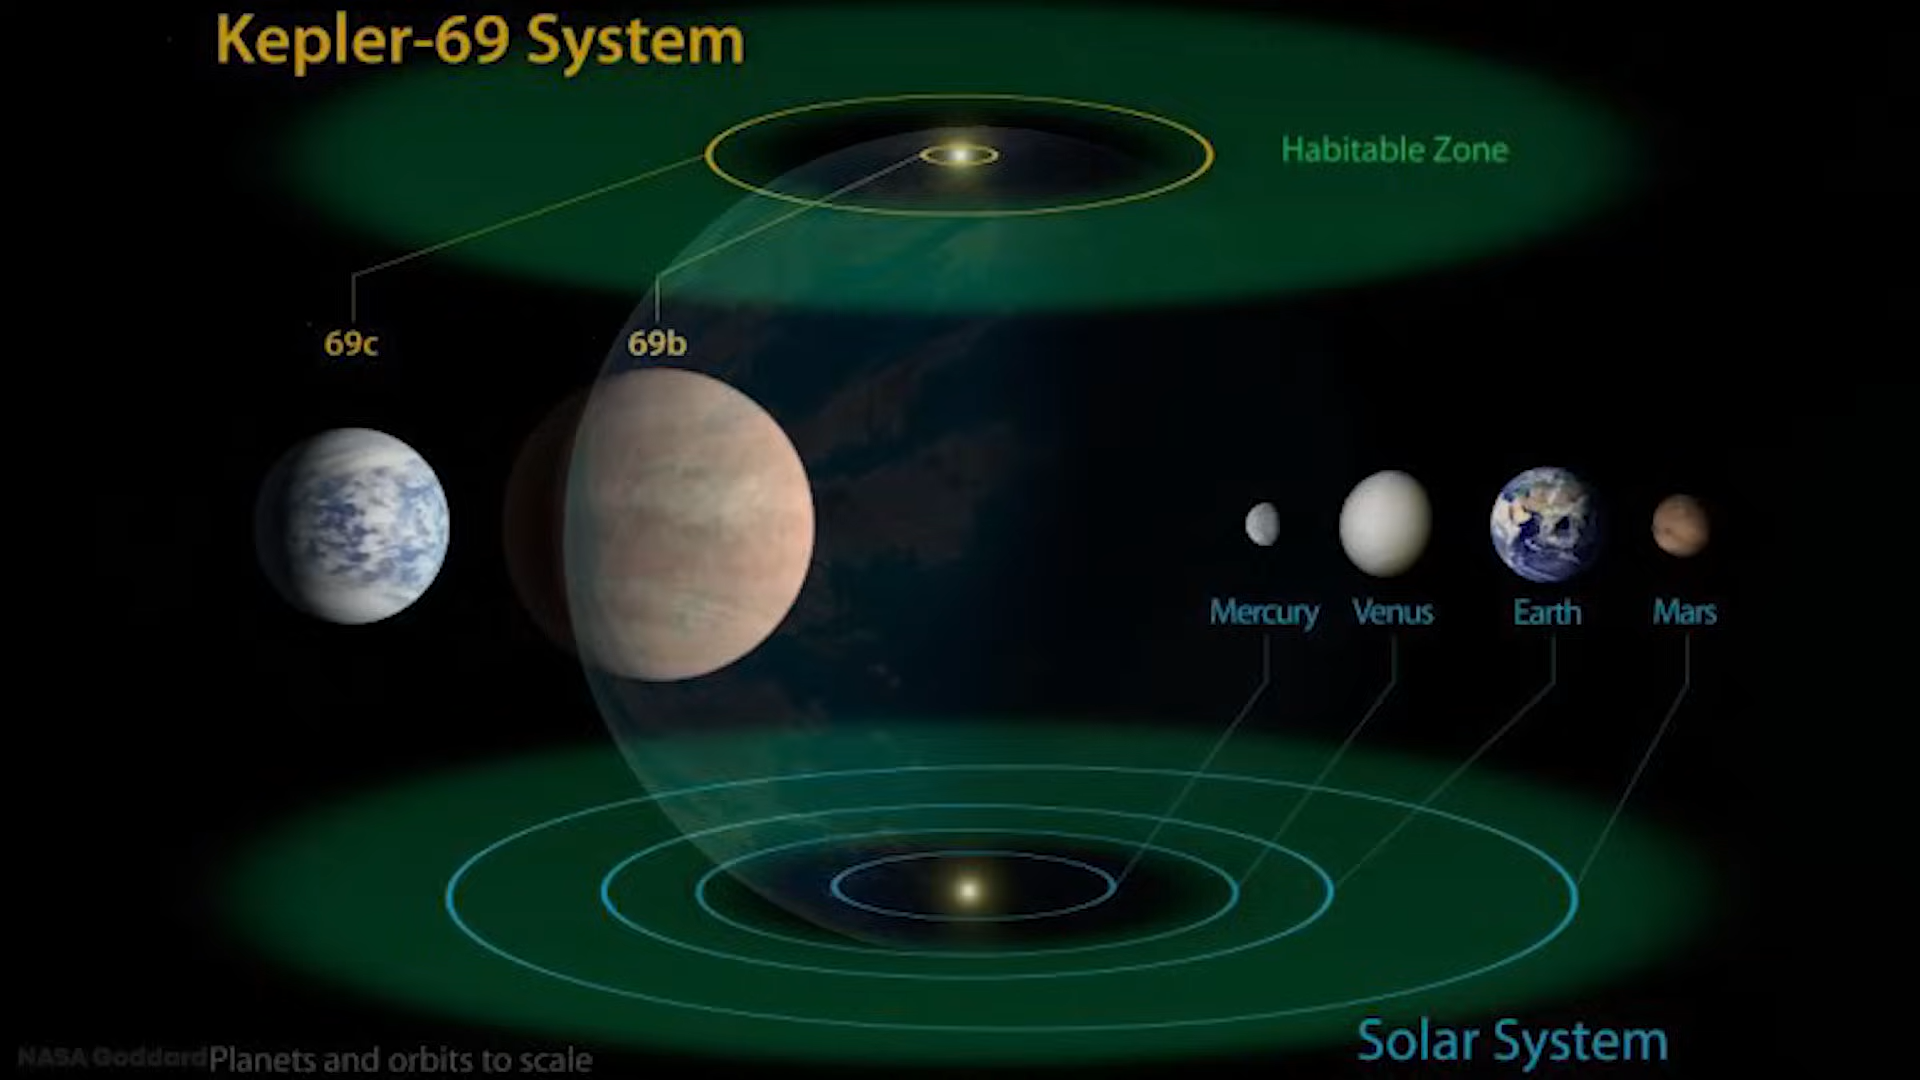 Kepler-69 System
Habitable Zone
69c
69b
Mercury
Venus
Earth
Mars
Solar System
NASA Goddard
Planets and orbits to scale